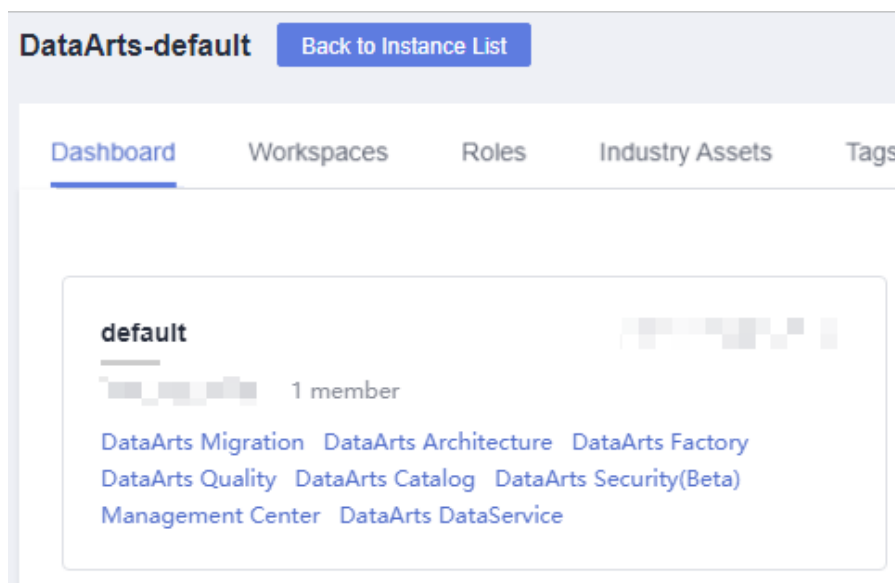 DataArts-default Back to Instance List
Dashboard Workspaces Roles Industry Assets Tags
default
1 member
DataArts Migration DataArts Architecture DataArts Factory
DataArts Quality DataArts Catalog DataArts Security(Beta)
Management Center DataArts DataService